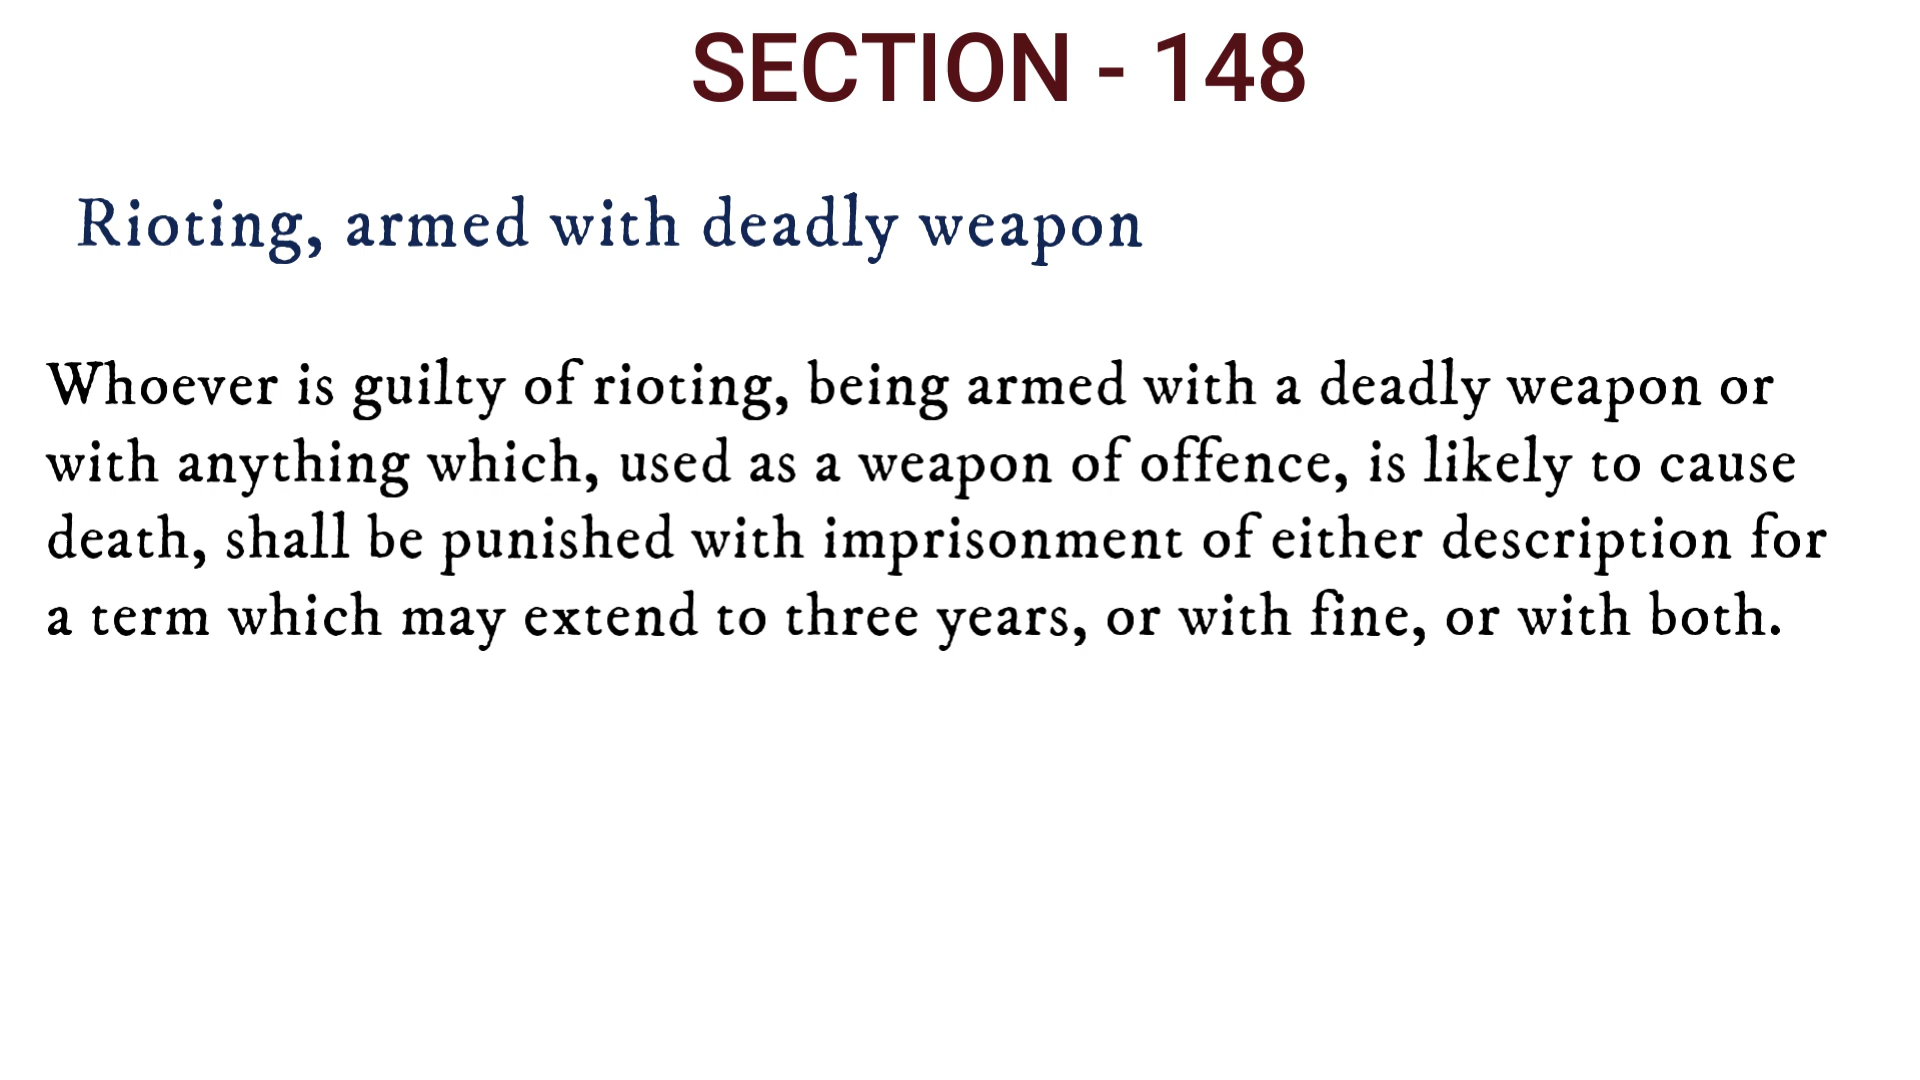 SECTION - 148
Rioting, armed with deadly weapon
Whoever is guilty of rioting, being armed with a deadly weapon or
with anything which, used as a weapon of offence, is likely to cause
death, shall be punished with imprisonment of either description for
a term which may extend to three years, or with fine, or with both.